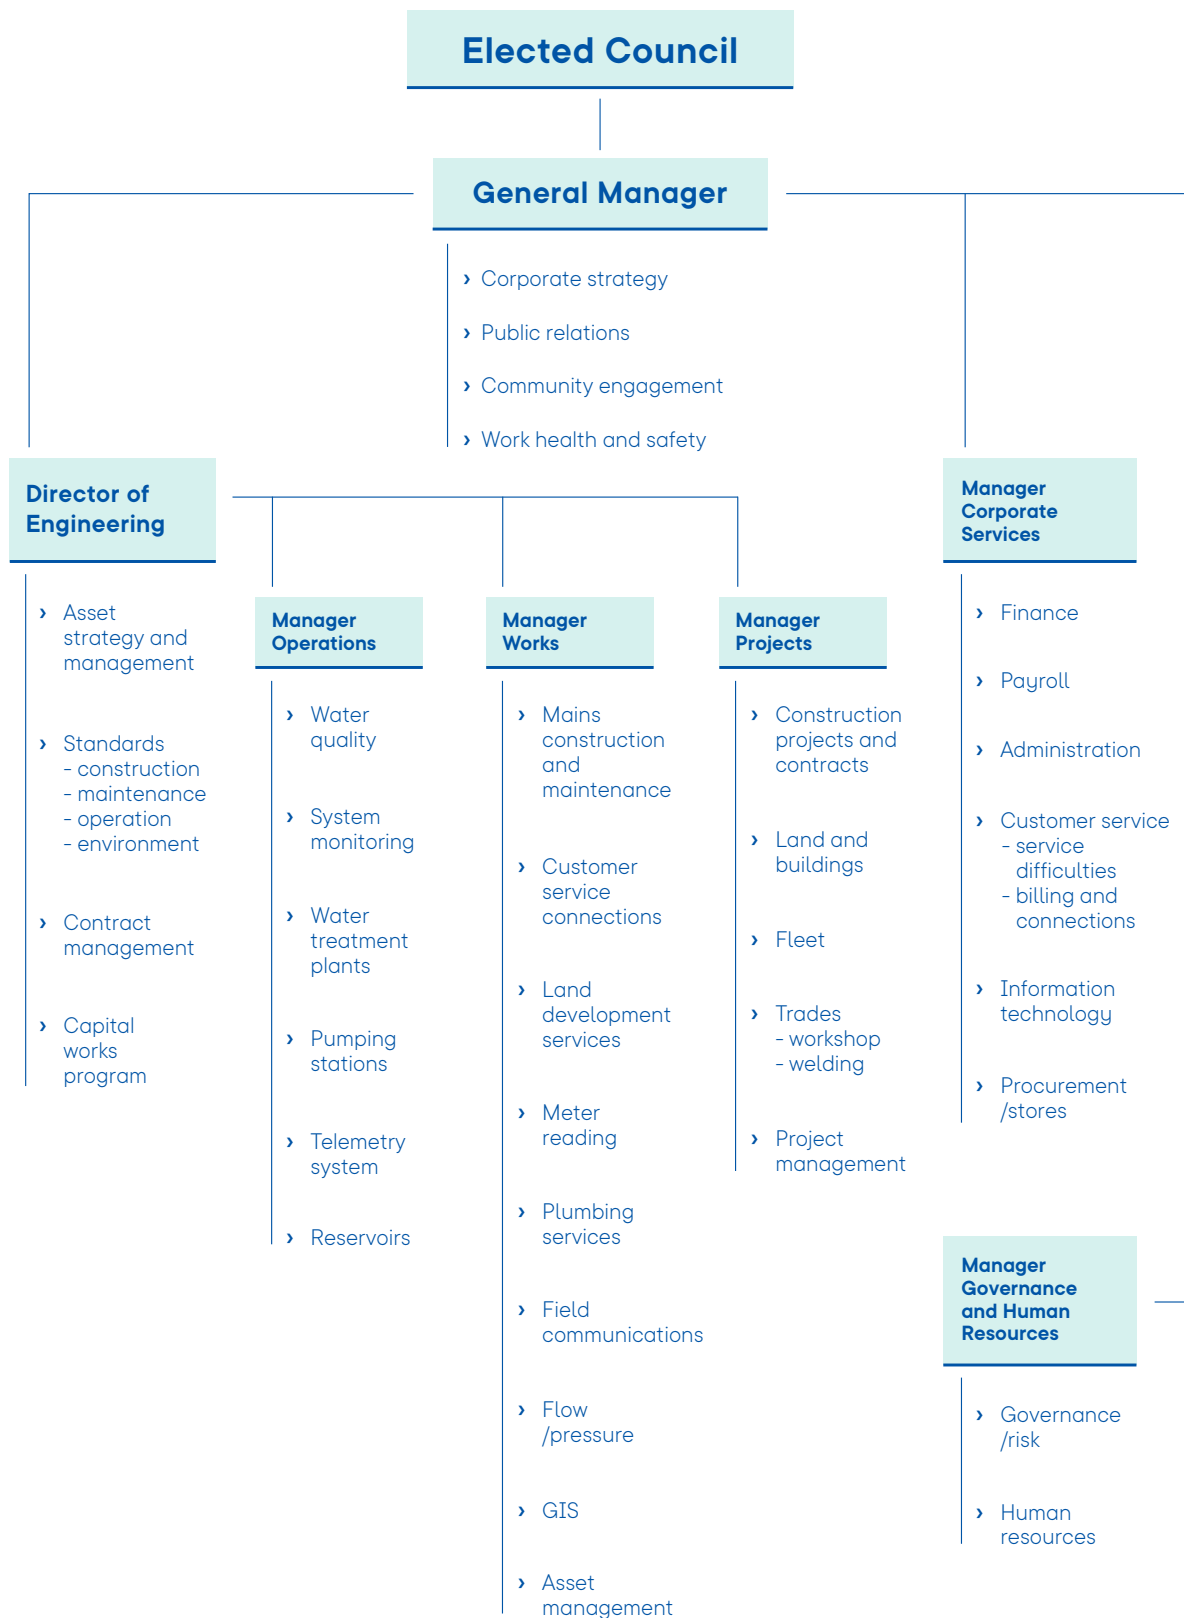 Elected Council
General Manager
› Corporate strategy
› Public relations
› Community engagement
› Work health and safety
Director of
Engineering
› Asset
strategy and
management
› Standards
- construction
- maintenance
- operation
- environment
› Contract
management
› Capital
works
program
Manager
Operations
› Water
quality
› System
monitoring
› Water
treatment
plants
› Pumping
stations
› Telemetry
system
› Reservoirs
Manager
Works
› Mains
construction
and
maintenance
› Customer
service
connections
› Land
development
services
› Meter
reading
› Plumbing
services
› Field
communications
› Flow
/pressure
› GIS
› Asset
management
Manager
Projects
› Construction
projects and
contracts
› Land and
buildings
› Fleet
› Trades
- workshop
- welding
› Project
management
Manager
Corporate
Services
› Finance
› Payroll
› Administration
› Customer service
- service
difficulties
- billing and
connections
› Information
technology
› Procurement
/stores
Manager
Governance
and Human
Resources
› Governance
/risk
› Human
resources